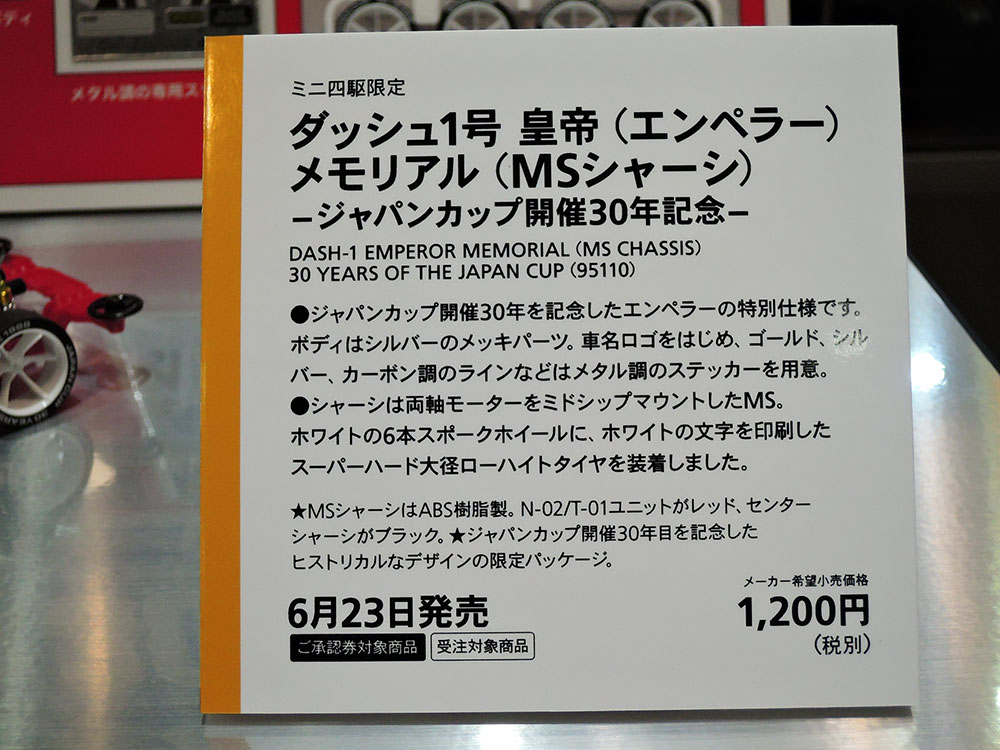 ボディ
メタル調の専用ス
ミニ四駆限定
ダッシュ1号 皇帝（エンペラー）
メモリアル（MSシャーシ）
−ジャパンカップ開催30年記念−
DASH-1 EMPEROR MEMORIAL (MS CHASSIS)
30 YEARS OF THE JAPAN CUP (95110)
●ジャパンカップ開催30年を記念したエンペラーの特別仕様です。
ボディはシルバーのメッキパーツ。車名ロゴをはじめ、ゴールド、シル
バー、カーボン調のラインなどはメタル調のステッカーを用意。
●シャーシは両軸モーターをミドシップマウントしたMS。
ホワイトの6本スポークホイールに、ホワイトの文字を印刷した
スーパーハード大径ローハイトタイヤを装着しました。
★MSシャーシはABS樹脂製。N-02/T-01ユニットがレッド、センター
シャーシがブラック。★ジャパンカップ開催30年目を記念した
ヒストリカルなデザインの限定パッケージ。
メーカー希望小売価格
6月23日発売 1,200円
ご承認券対象商品 受注対象商品 （税別）